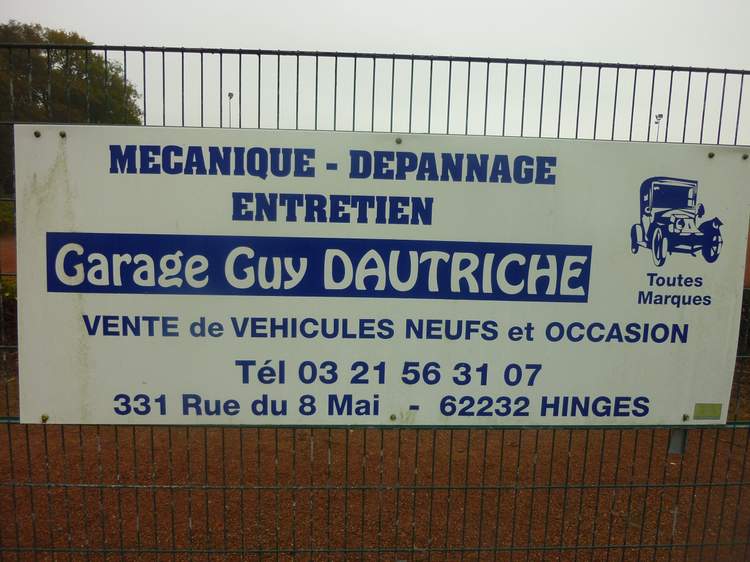 MECANIQUE - DEPANNAGE
ENTRETIEN
Garage Guy DAUTRICHE
Toutes
Marques
VENTE de VEHICULES NEUFS et OCCASION
Tél 03 21 56 31 07
331 Rue du 8 Mai - 62232 HINGES